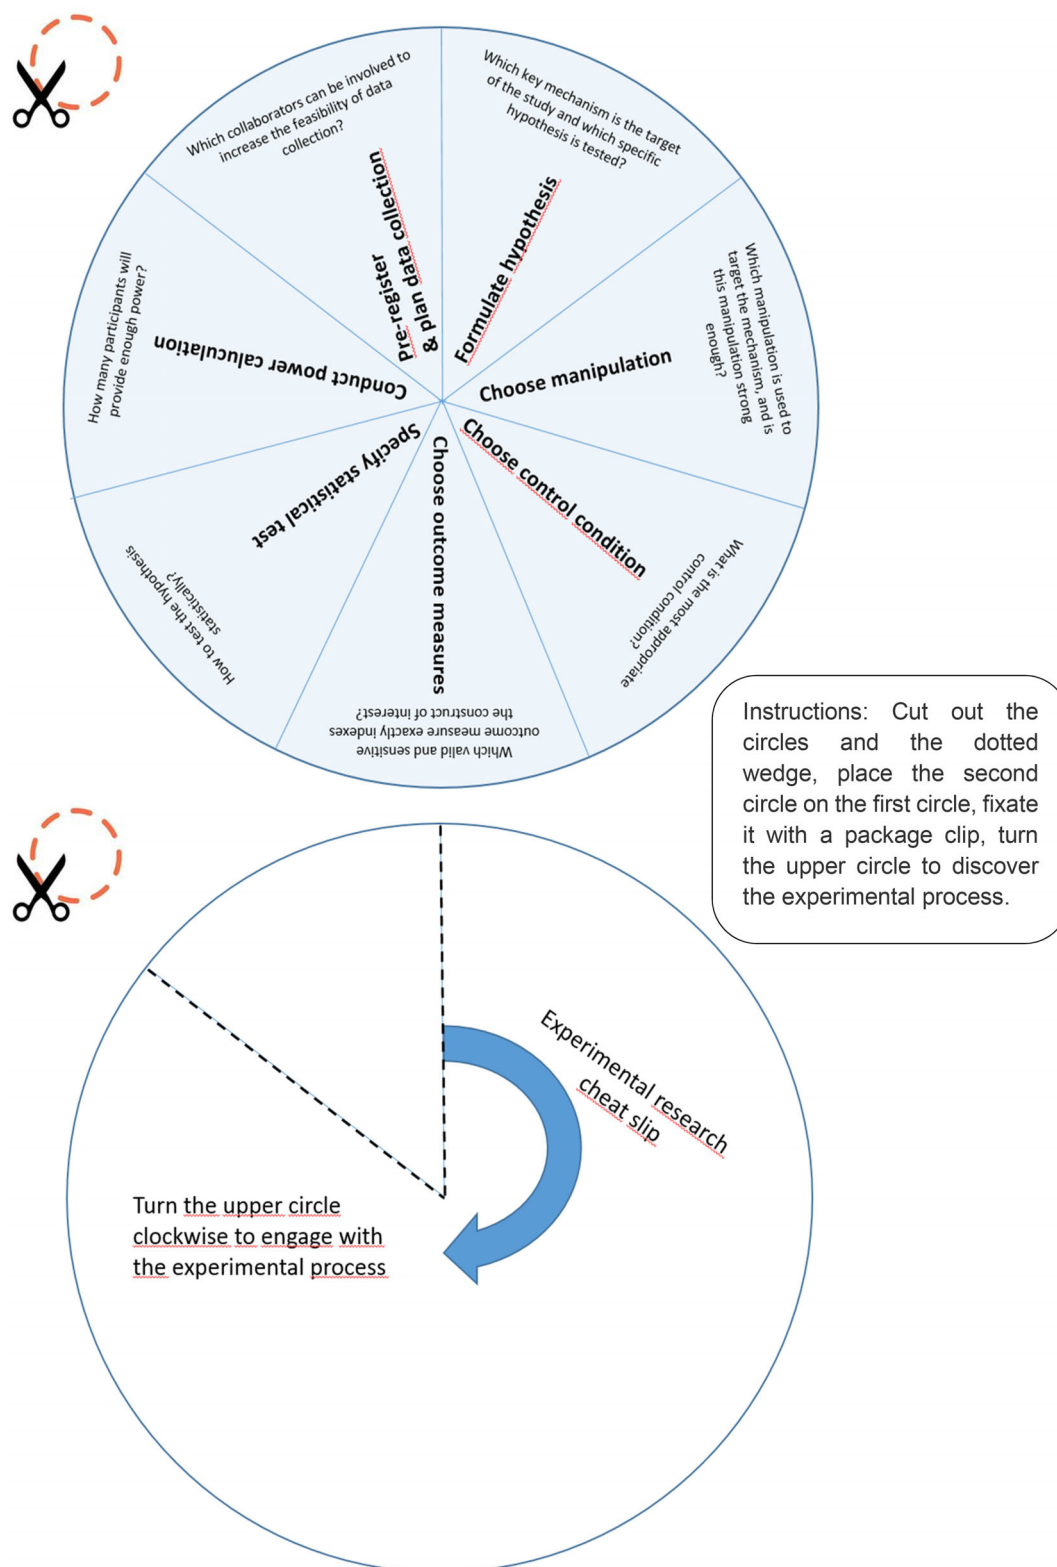 Which collaborators can be involved to
increase the feasibility of data
collection?
Pre-register
& plan data collection
Which key mechanism is the target
of the study and which specific
hypothesis is tested?
Formulate hypothesis
Which manipulation is used to
target the mechanism, and is
this manipulation strong
enough?
Choose manipulation
What is the most appropriate
control condition?
Choose control condition
Which valid and sensitive
outcome measure exactly indexes
the construct of interest?
Choose outcome measures
How to test the hypothesis
statistically?
Specify statistical test
How many participants will
provide enough power?
Conduct power caluculation
Instructions: Cut out the
circles and the dotted
wedge, place the second
circle on the first circle, fixate
it with a package clip, turn
the upper circle to discover
the experimental process.
Experimental research
cheat slip
Turn the upper circle
clockwise to engage with
the experimental process